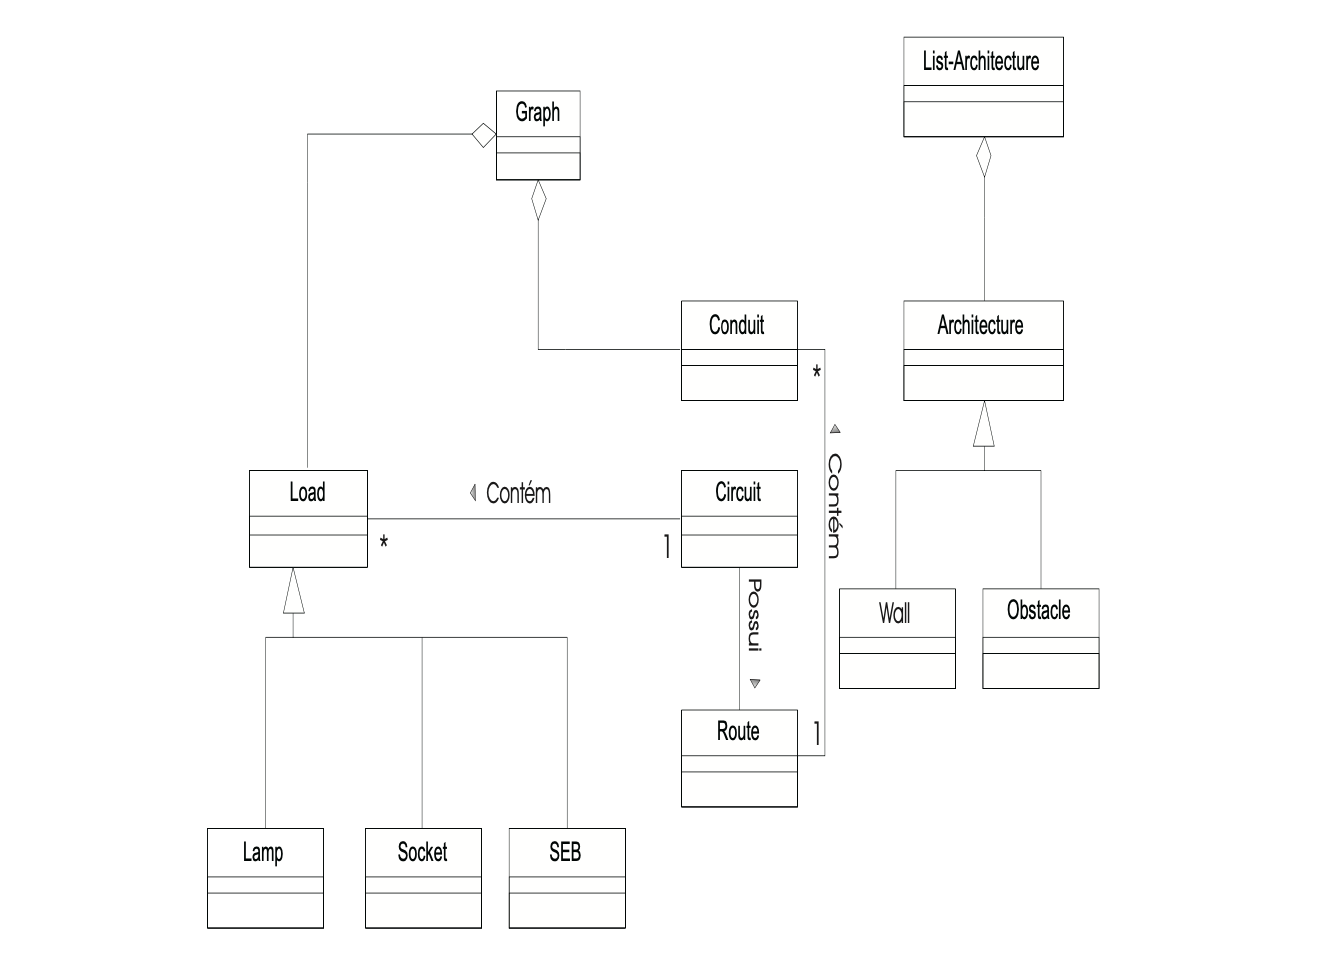 List-Architecture
Graph
Conduit
Architecture
*
Load
Contém
Circuit
Contém
*
1
Possui
Wall
Obstacle
Route
1
Lamp
Socket
SEB